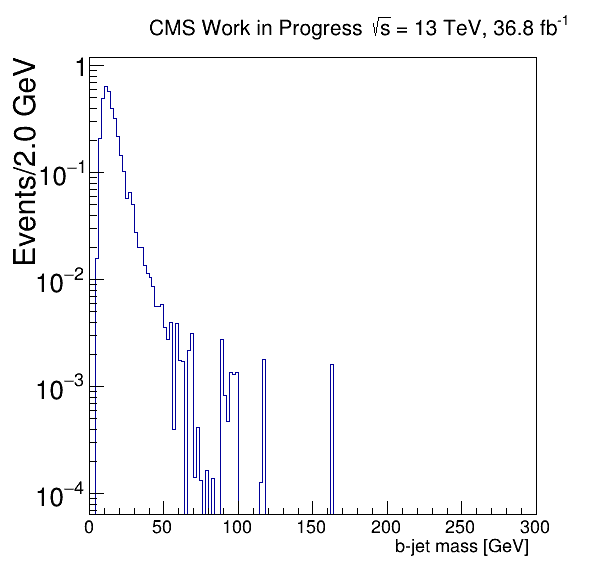 CMS Work in Progress √s = 13 TeV, 36.8 fb⁻¹
Events/2.0 GeV
1
10⁻¹
10⁻²
10⁻³
10⁻⁴
0 50 100 150 200 250 300
b-jet mass [GeV]